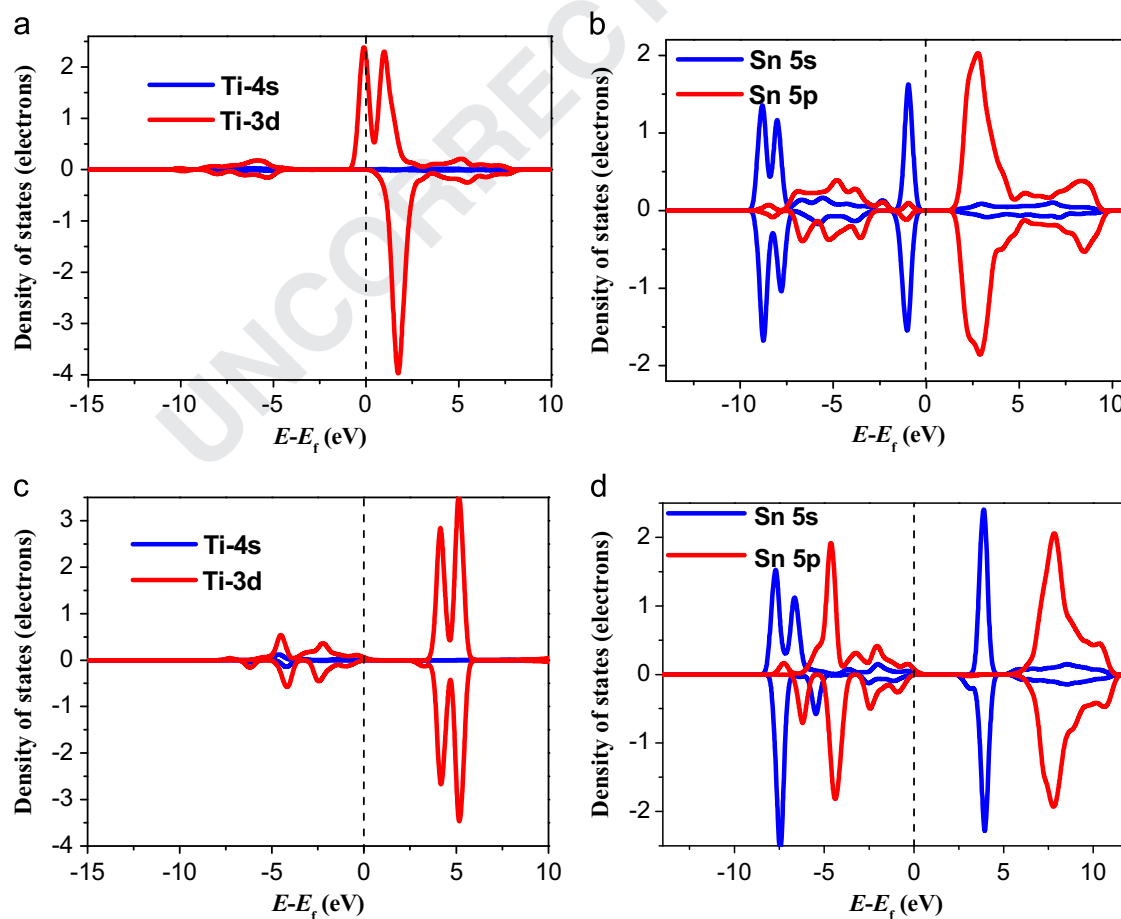 a
Density of states (electrons)
2
1
0
-1
-2
-3
-4
Ti-4s
Ti-3d
-15
-10
-5
0
5
10
E-Ef (eV)
b
Density of states (electrons)
2
1
0
-1
-2
Sn 5s
Sn 5p
-10
-5
0
5
10
E-Ef (eV)
c
Density of states (electrons)
3
2
1
0
-1
-2
-3
-4
Ti-4s
Ti-3d
-15
-10
-5
0
5
10
E-Ef (eV)
d
Density of states (electrons)
2
1
0
-1
-2
Sn 5s
Sn 5p
-10
-5
0
5
10
E-Ef (eV)
UNCORRECT